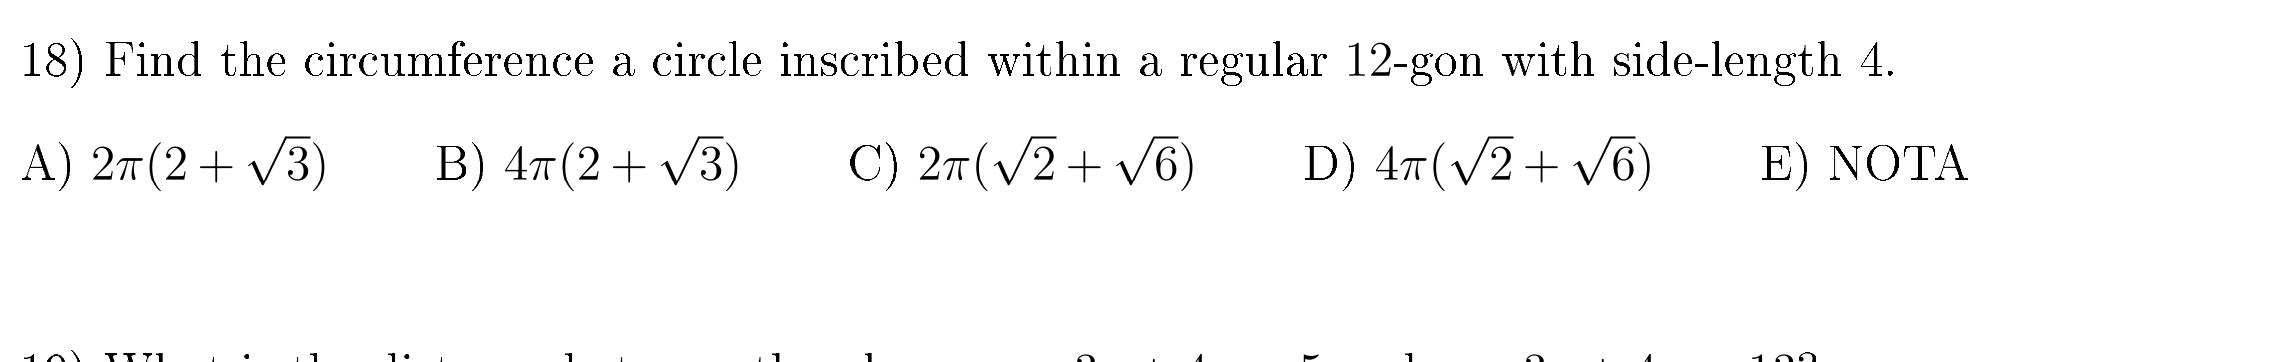 18) Find the circumference a circle inscribed within a regular 12-gon with side-length 4.
A) 2π(2 + √3) B) 4π(2 + √3) C) 2π(√2 + √6) D) 4π(√2 + √6) E) NOTA